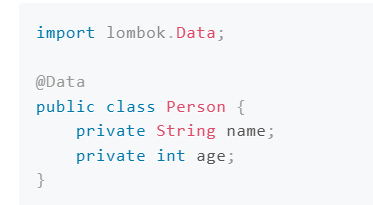 import lombok.Data;
@Data
public class Person {
    private String name;
    private int age;
}